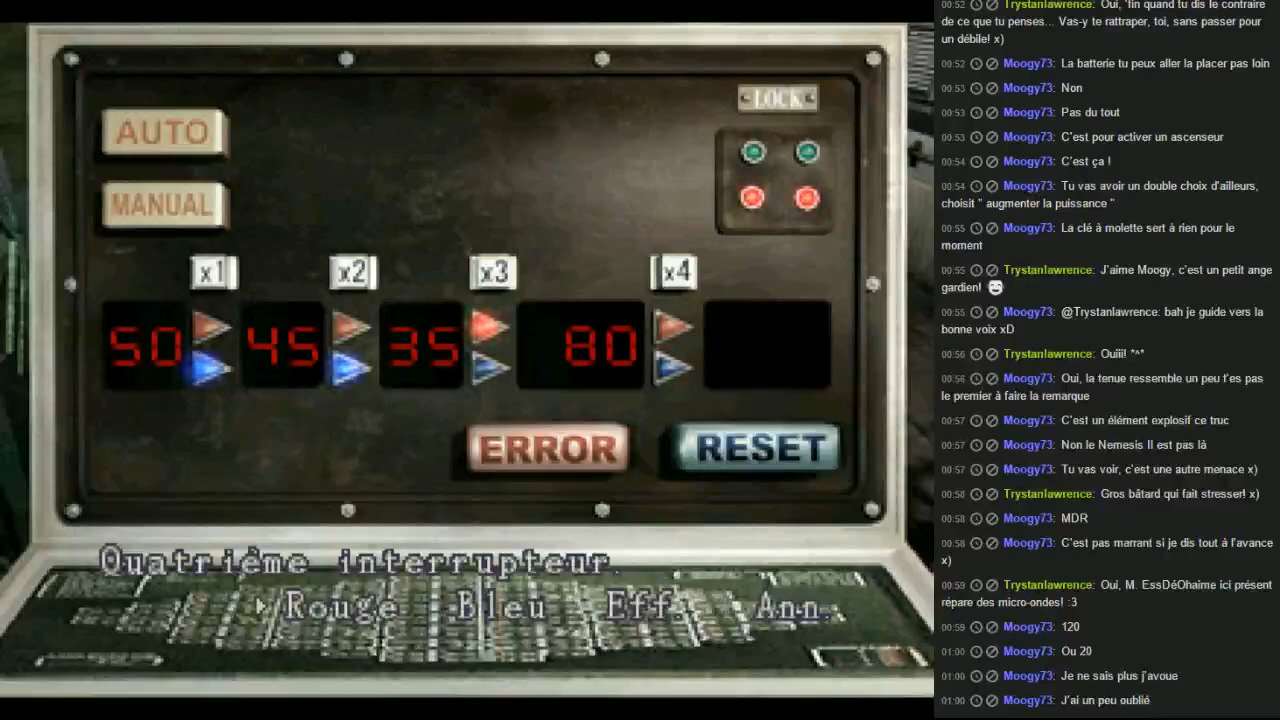 AUTO
MANUAL
LOCK
x1
x2
x3
x4
50
45
35
80
ERROR
RESET
Quatrième interrupteur.
Rouge Bleu Eff. Ann.
00:52 Trystanlawrence: Oui, 'fin quand tu dis le contraire
de ce que tu penses... Vas-y te rattraper, toi, sans passer pour
un débile! x)
00:52 Moogy73: La batterie tu peux aller la placer pas loin
00:53 Moogy73: Non
00:53 Moogy73: Pas du tout
00:53 Moogy73: C'est pour activer un ascenseur
00:54 Moogy73: C'est ça !
00:54 Moogy73: Tu vas avoir un double choix d'ailleurs,
choisit " augmenter la puissance "
00:55 Moogy73: La clé à molette sert à rien pour le
moment
00:55 Trystanlawrence: J'aime Moogy, c'est un petit ange
gardien!
00:55 Moogy73: @Trystanlawrence: bah je guide vers la
bonne voix xD
00:56 Trystanlawrence: Ouiii! *^*
00:56 Moogy73: Oui, la tenue ressemble un peu t'es pas
le premier à faire la remarque
00:57 Moogy73: C'est un élément explosif ce truc
00:57 Moogy73: Non le Nemesis II est pas là
00:57 Moogy73: Tu vas voir, c'est une autre menace x)
00:58 Trystanlawrence: Gros bâtard qui fait stresser! x)
00:58 Moogy73: MDR
00:58 Moogy73: C'est pas marrant si je dis tout à l'avance
x)
00:59 Trystanlawrence: Oui, M. EssDéOhaime ici présent
répare des micro-ondes! :3
00:59 Moogy73: 120
01:00 Moogy73: Ou 20
01:00 Moogy73: Je ne sais plus j'avoue
01:00 Moogy73: J'ai un peu oublié